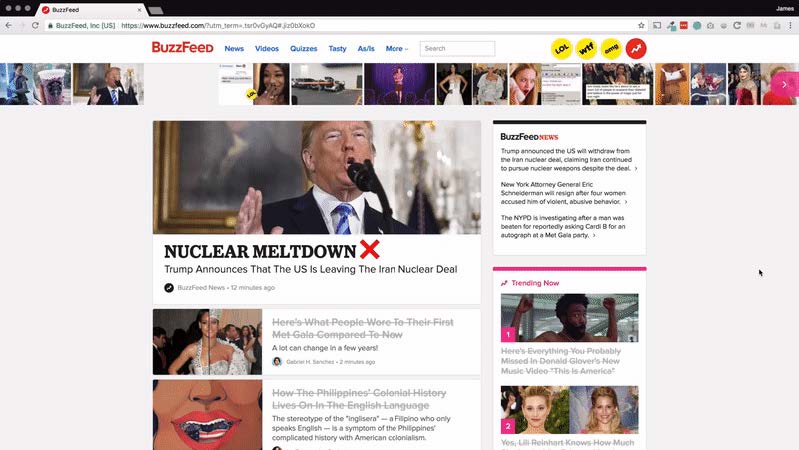 James
BuzzFeed
BuzzFeed, Inc [US]
BuzzFeed News Videos Quizzes Tasty As/Is More Search LOL wtf omg
LOL
NUCLEAR MELTDOWN ❌
Trump Announces That The US Is Leaving The Iran Nuclear Deal
BuzzFeed News • 12 minutes ago
Here's What People Wore To Their First
Met Gala Compared To Now
A lot can change in a few years!
Gabriel H. Sanchez • 2 minutes ago
How The Philippines' Colonial History
Lives On In The English Language
The stereotype of the "inglisera" — a Filipino who only
speaks English — is a symptom of the Philippines'
complicated history with American colonialism.
BuzzFeed NEWS
Trump announced the US will withdraw from
the Iran nuclear deal, claiming Iran continued
to pursue nuclear weapons despite the deal.
New York Attorney General Eric
Schneiderman will resign after four women
accused him of violent, abusive behavior.
The NYPD is investigating after a man was
beaten for reportedly asking Cardi B for an
autograph at a Met Gala party.
Trending Now
1
Here's Everything You Probably
Missed In Donald Glover's New
Music Video "This Is America"
2
Yes, Lili Reinhart Knows How Much